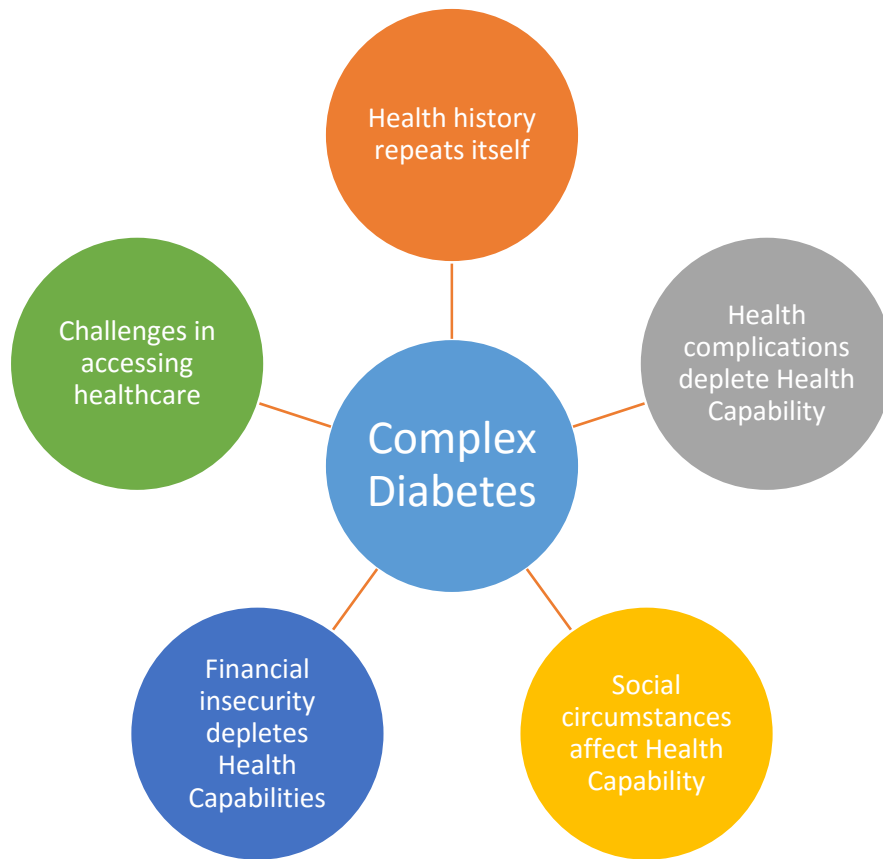 Health history
repeats itself
Challenges in
accessing
healthcare
Health
complications
deplete Health
Capability
Complex
Diabetes
Financial
insecurity
depletes
Health
Capabilities
Social
circumstances
affect Health
Capability